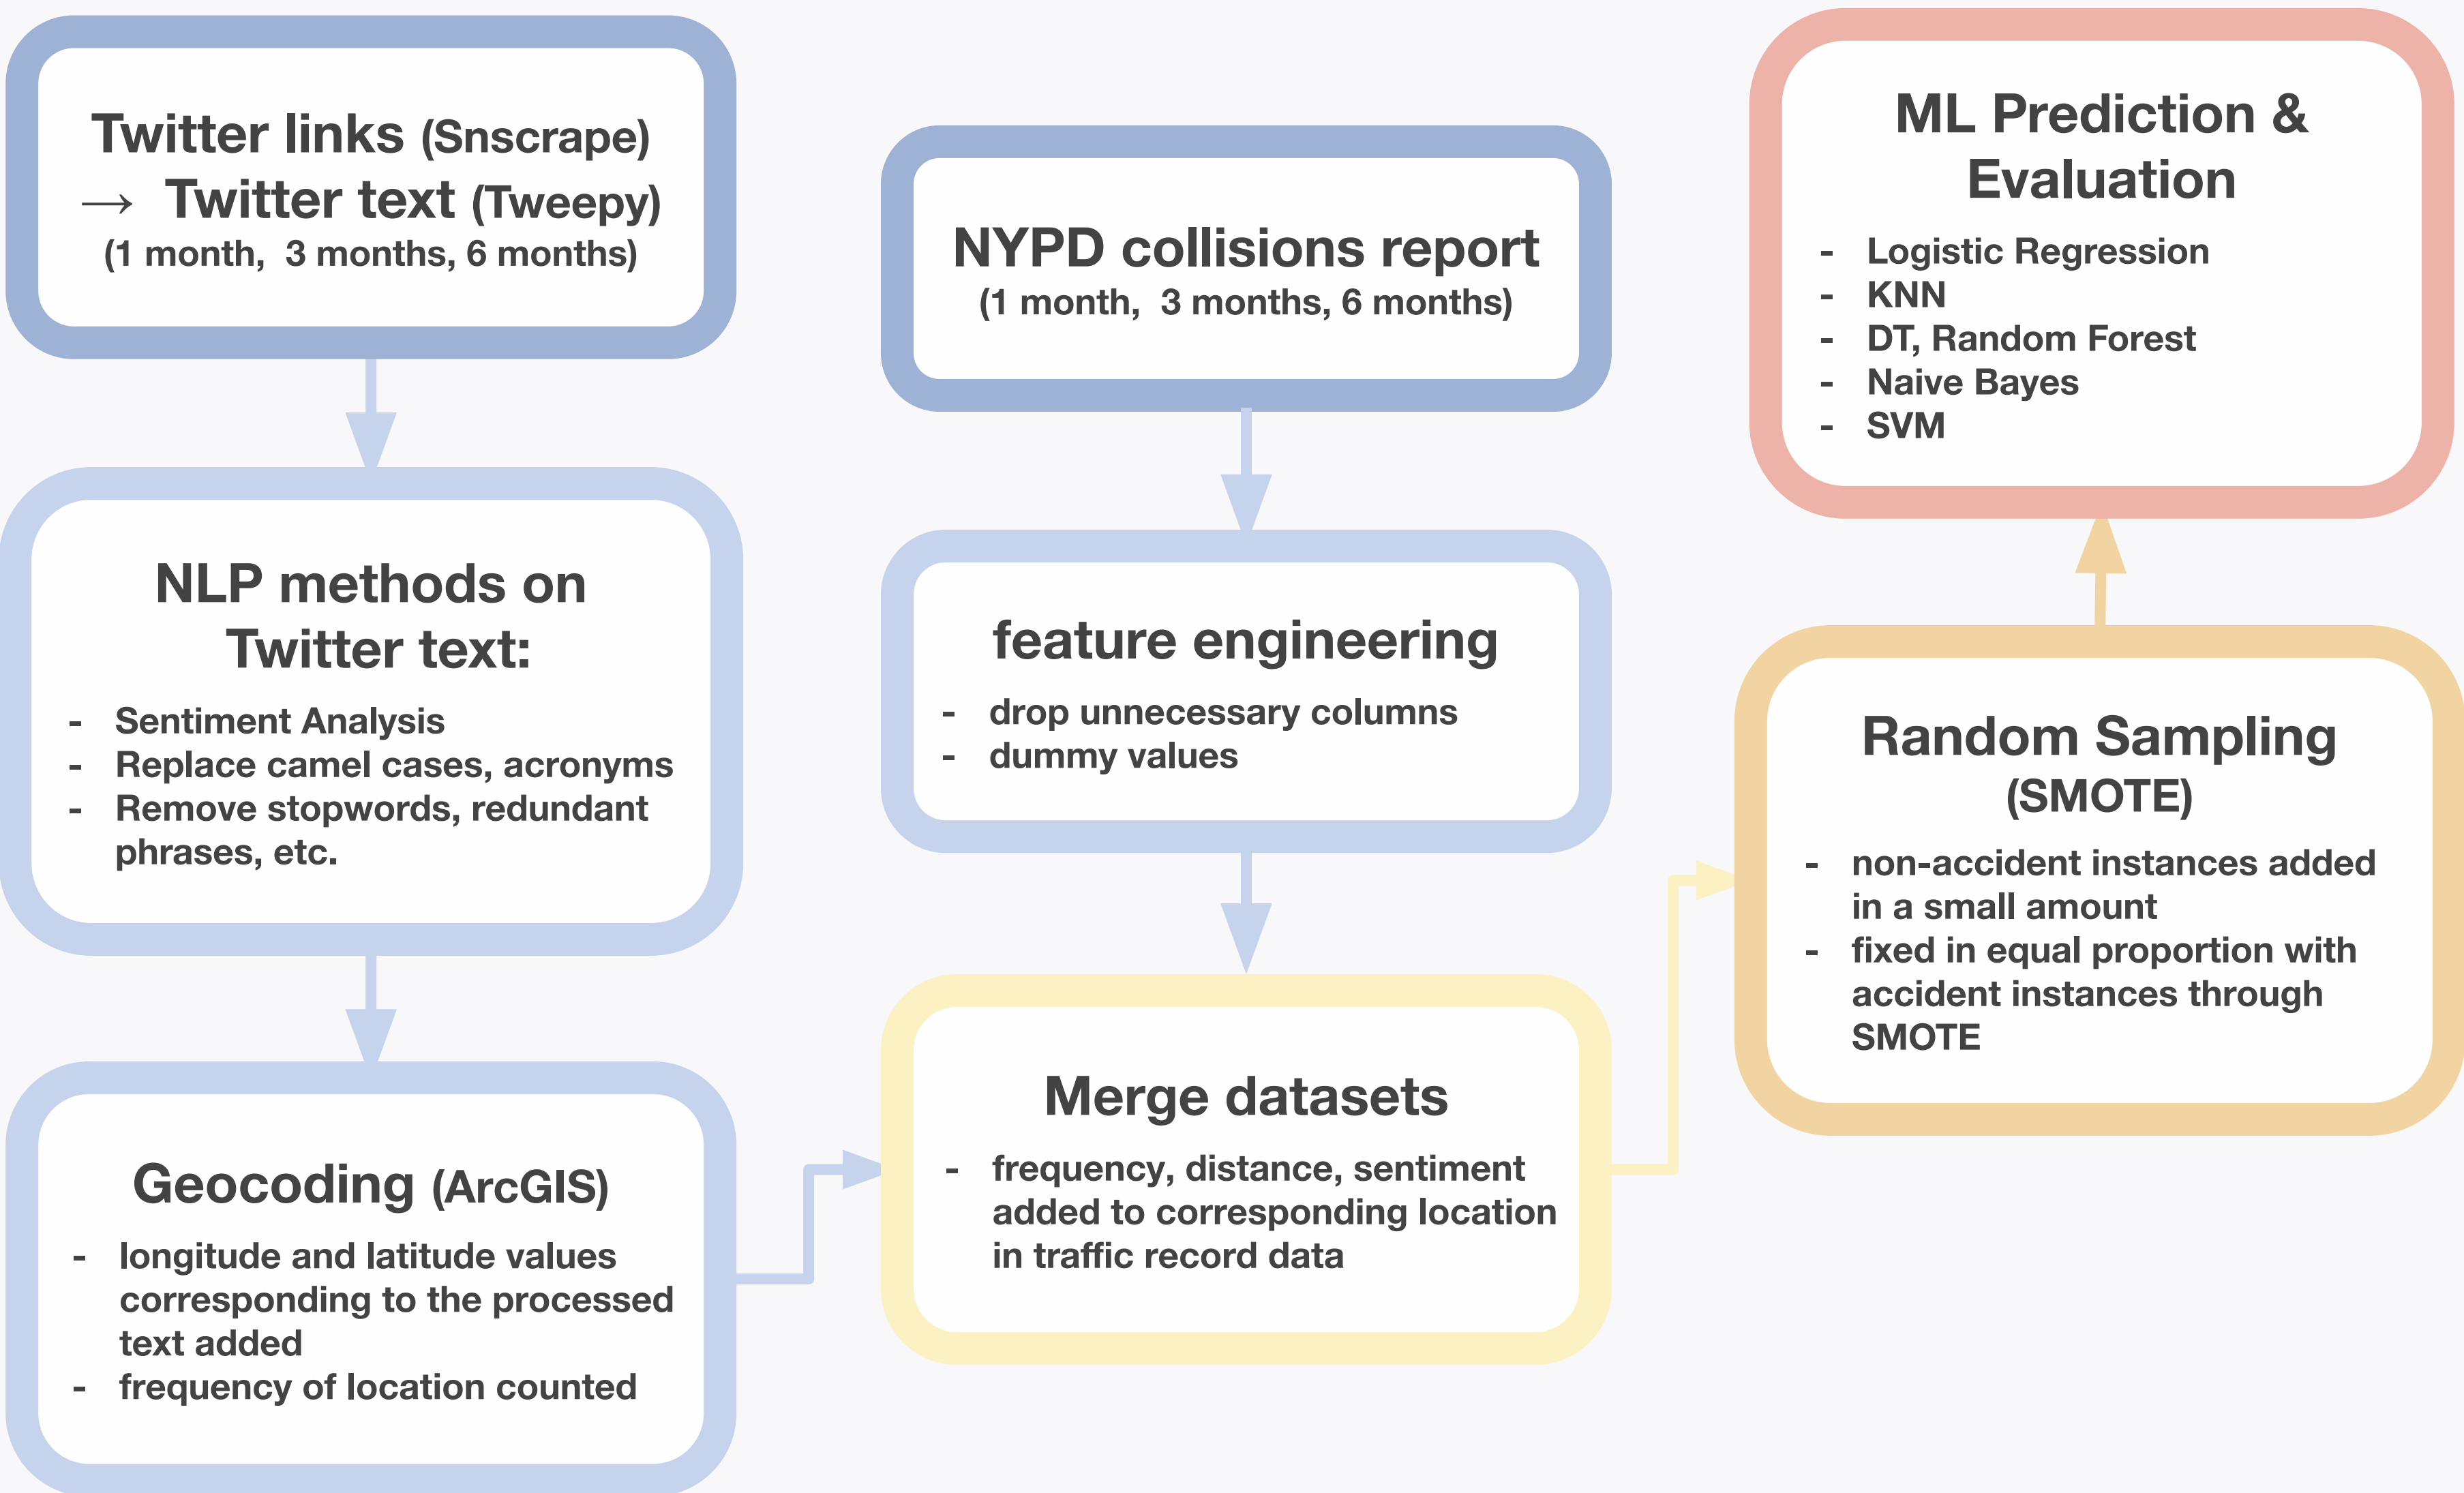 Twitter links (Snscrape)
→ Twitter text (Tweepy)
(1 month, 3 months, 6 months)
NLP methods on
Twitter text:
- Sentiment Analysis
- Replace camel cases, acronyms
- Remove stopwords, redundant
phrases, etc.
Geocoding (ArcGIS)
- longitude and latitude values
corresponding to the processed
text added
- frequency of location counted
NYPD collisions report
(1 month, 3 months, 6 months)
feature engineering
- drop unnecessary columns
- dummy values
Merge datasets
- frequency, distance, sentiment
added to corresponding location
in traffic record data
Random Sampling
(SMOTE)
- non-accident instances added
in a small amount
- fixed in equal proportion with
accident instances through
SMOTE
ML Prediction &
Evaluation
- Logistic Regression
- KNN
- DT, Random Forest
- Naive Bayes
- SVM